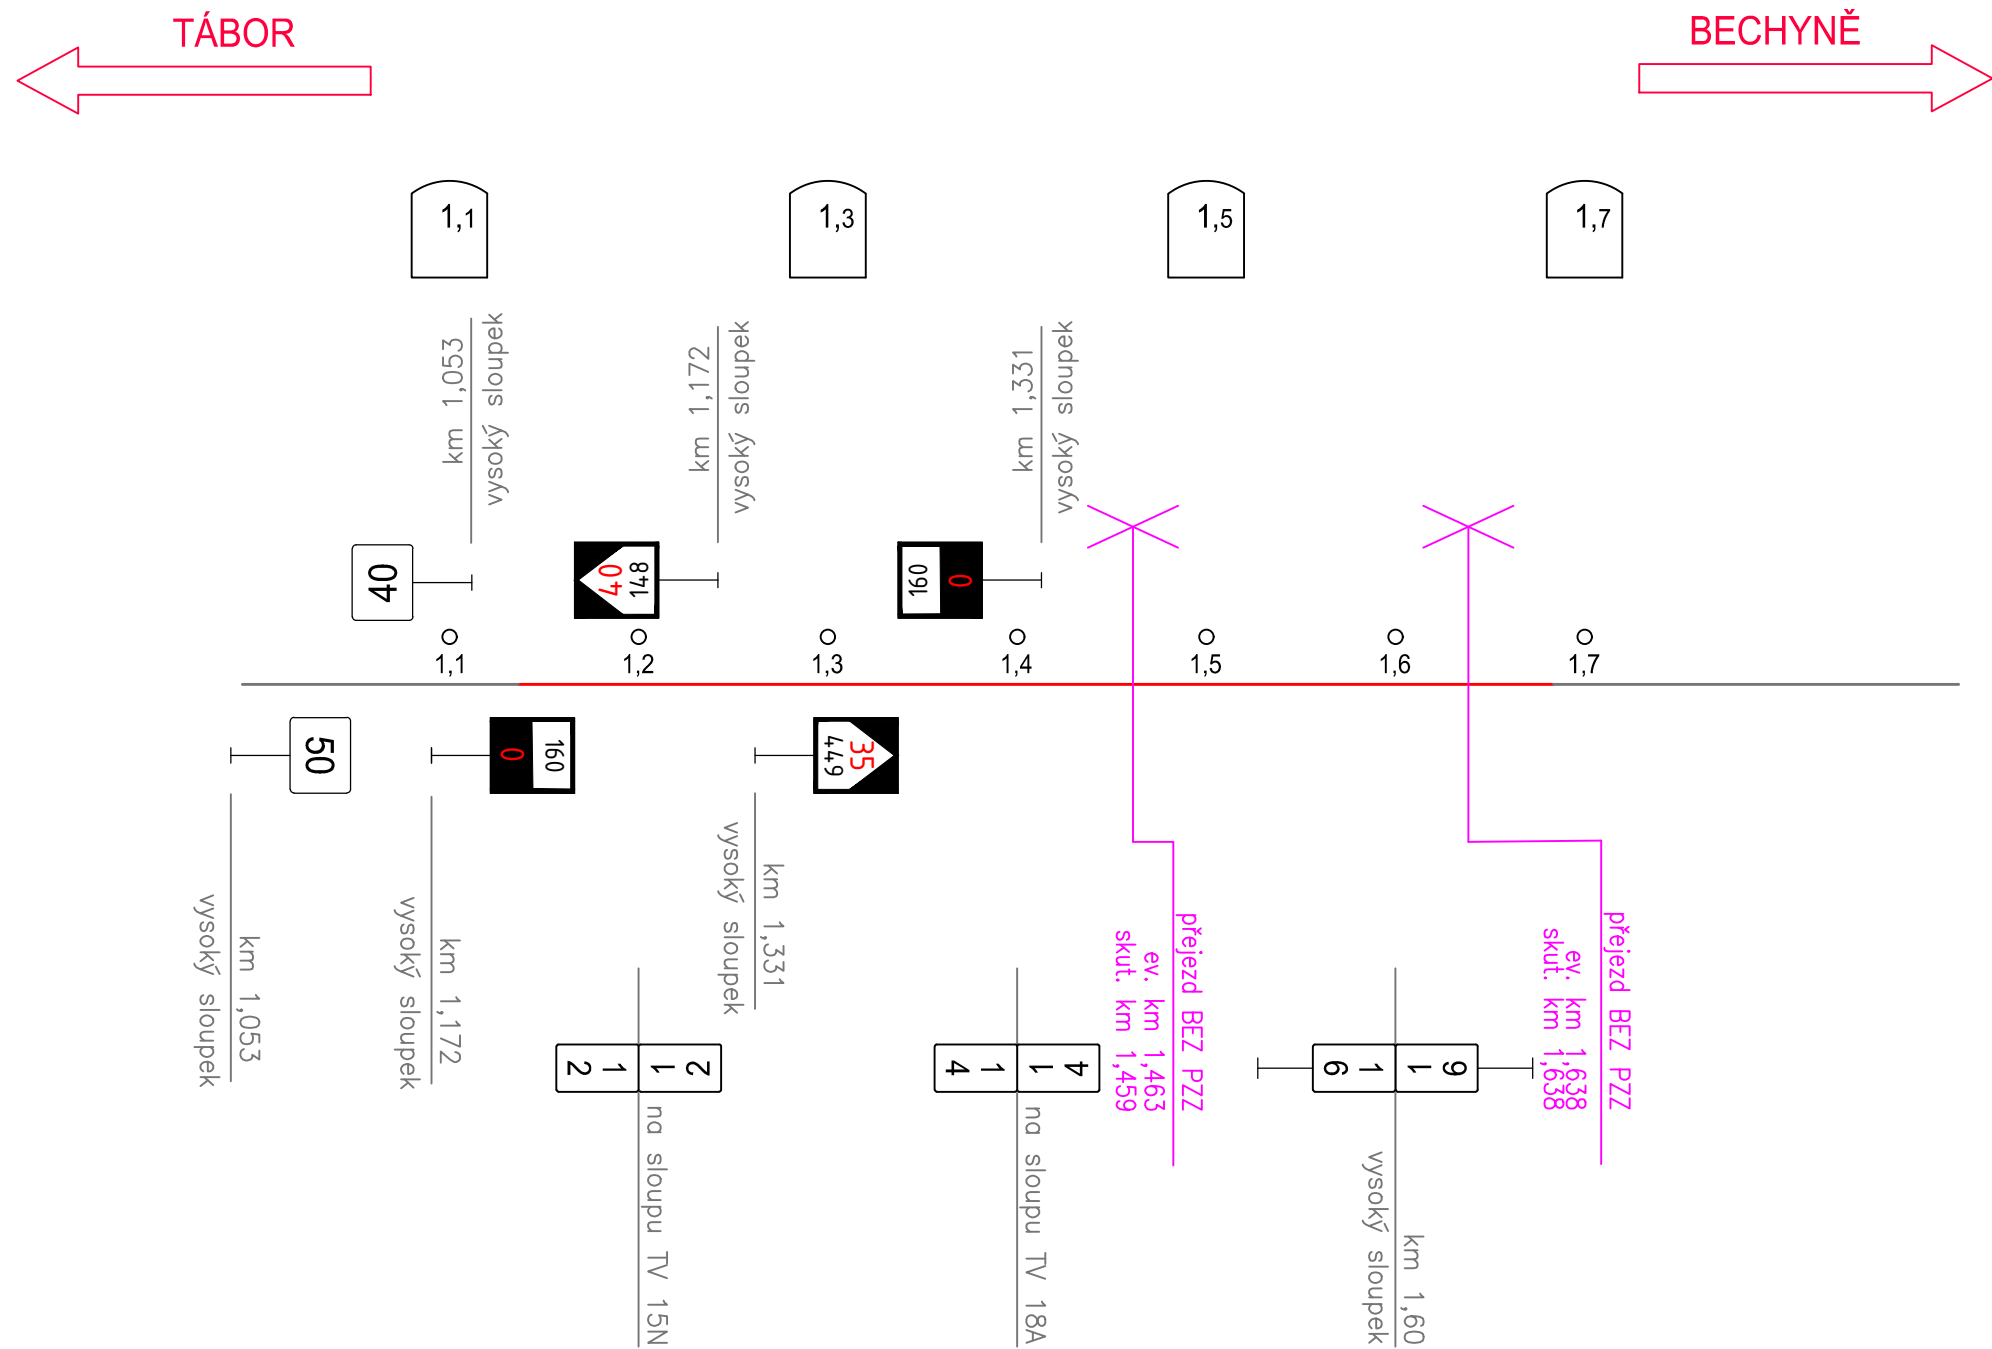 TÁBOR
BECHYNĚ
1,1
1,3
1,5
1,7
km 1,053
vysoký sloupek
km 1,172
vysoký sloupek
km 1,331
vysoký sloupek
40
40
148
160
0
1,1
1,2
1,3
1,4
1,5
1,6
1,7
50
0
160
35
449
km 1,053
vysoký sloupek
km 1,172
vysoký sloupek
km 1,331
vysoký sloupek
přejezd BEZ PZZ
ev. km 1,463
skut. km 1,459
přejezd BEZ PZZ
ev. km 1,638
skut. km 1,638
1
2
1
2
na sloupu TV 15N
1
4
1
4
na sloupu TV 18A
1
6
1
6
km 1,60
vysoký sloupek